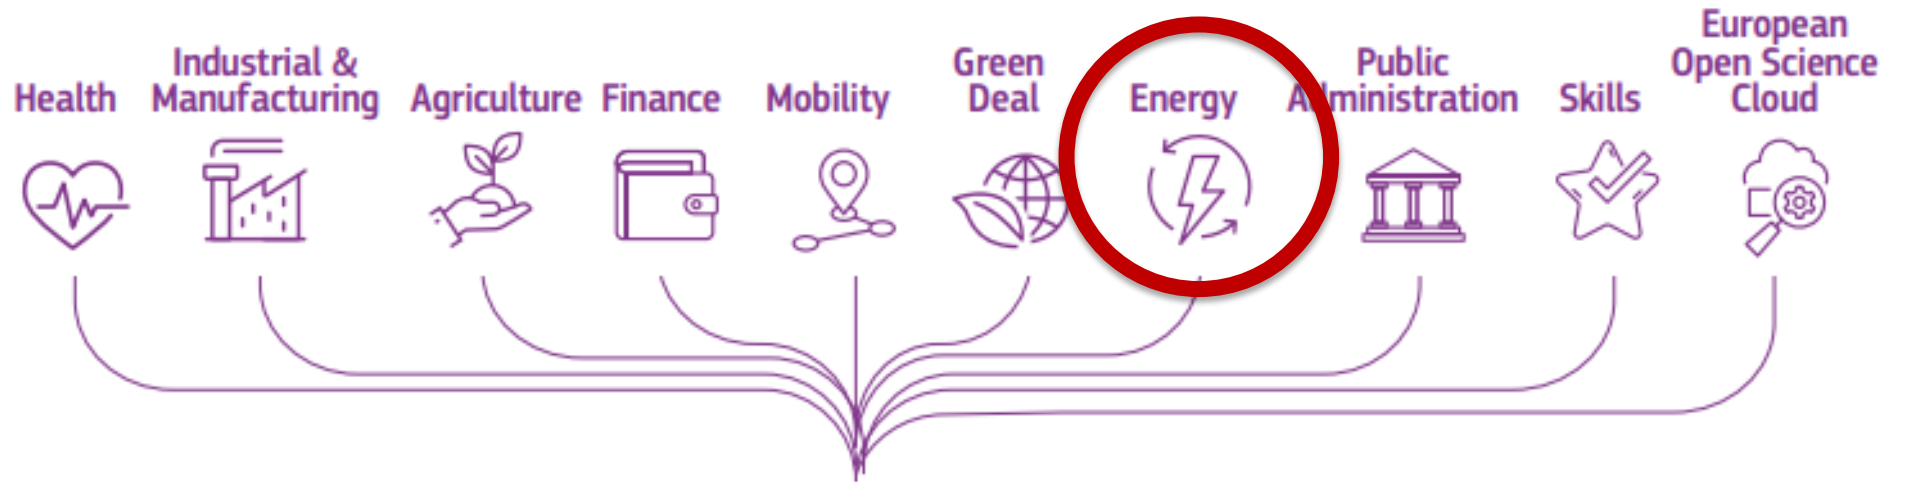 Health
Industrial &
Manufacturing
Agriculture
Finance
Mobility
Green
Deal
Energy
Public
Administration
Skills
European
Open Science
Cloud